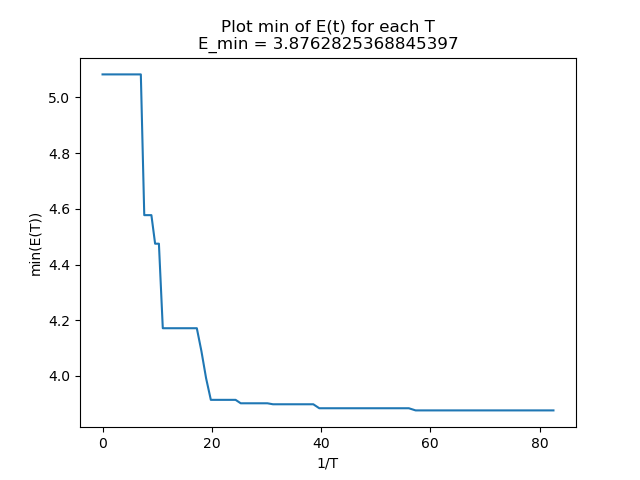 Plot min of E(t) for each T
E_min = 3.8762825368845397
min(E(T))
5.0
4.8
4.6
4.4
4.2
4.0
0
20
40
60
80
1/T